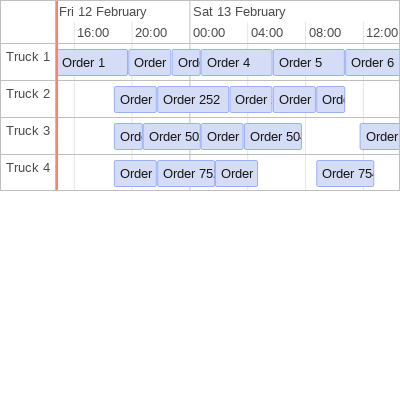 Fri 12 February Sat 13 February
16:00 20:00 00:00 04:00 08:00 12:00
Truck 1 Order 1 Order Ord Order 4 Order 5 Order 6
Truck 2 Order Order 252 Order Order Ord
Truck 3 Ord Order 50 Order Order 504 Order
Truck 4 Order Order 75 Order Order 754